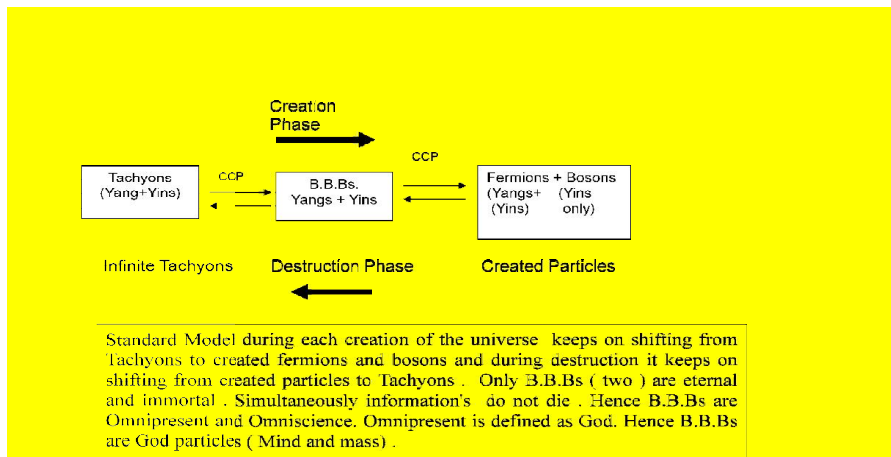 Creation
Phase
CCP
CCP
Tachyons
(Yang+Yins)
B.B.Bs.
Yangs + Yins
Fermions + Bosons
(Yangs+ (Yins
(Yins) only)
Infinite Tachyons
Destruction Phase
Created Particles
Standard Model during each creation of the universe keeps on shifting from
Tachyons to created fermions and bosons and during destruction it keeps on
shifting from created particles to Tachyons . Only B.B.Bs ( two ) are eternal
and immortal . Simultaneously information's do not die . Hence B.B.Bs are
Omnipresent and Omniscience. Omnipresent is defined as God. Hence B.B.Bs
are God particles ( Mind and mass) .